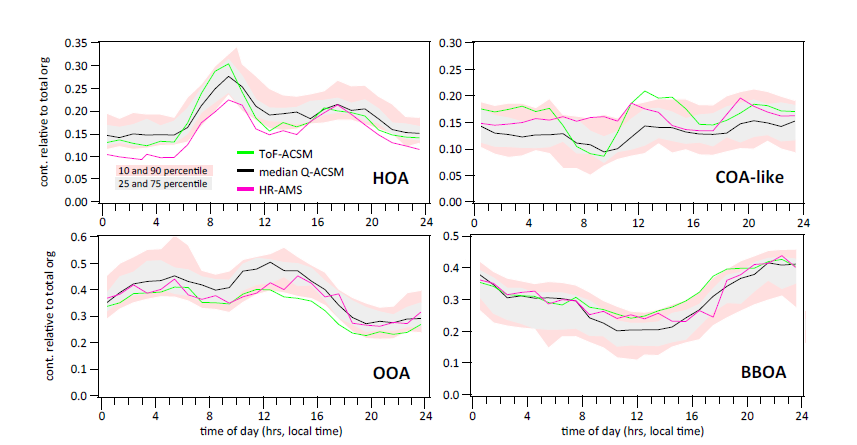 0.35
0.30
0.25
0.20
0.15
0.10
0.05
0.00
cont. relative to total org
ToF-ACSM
median Q-ACSM
HR-AMS
10 and 90 percentile
25 and 75 percentile
HOA
0 4 8 12 16 20 24
0.30
0.25
0.20
0.15
0.10
0.05
0.00
COA-like
0 4 8 12 16 20 24
0.6
0.5
0.4
0.3
0.2
0.1
0.0
cont. relative to total org
OOA
0 4 8 12 16 20 24
time of day (hrs, local time)
0.5
0.4
0.3
0.2
0.1
0.0
BBOA
0 4 8 12 16 20 24
time of day (hrs, local time)